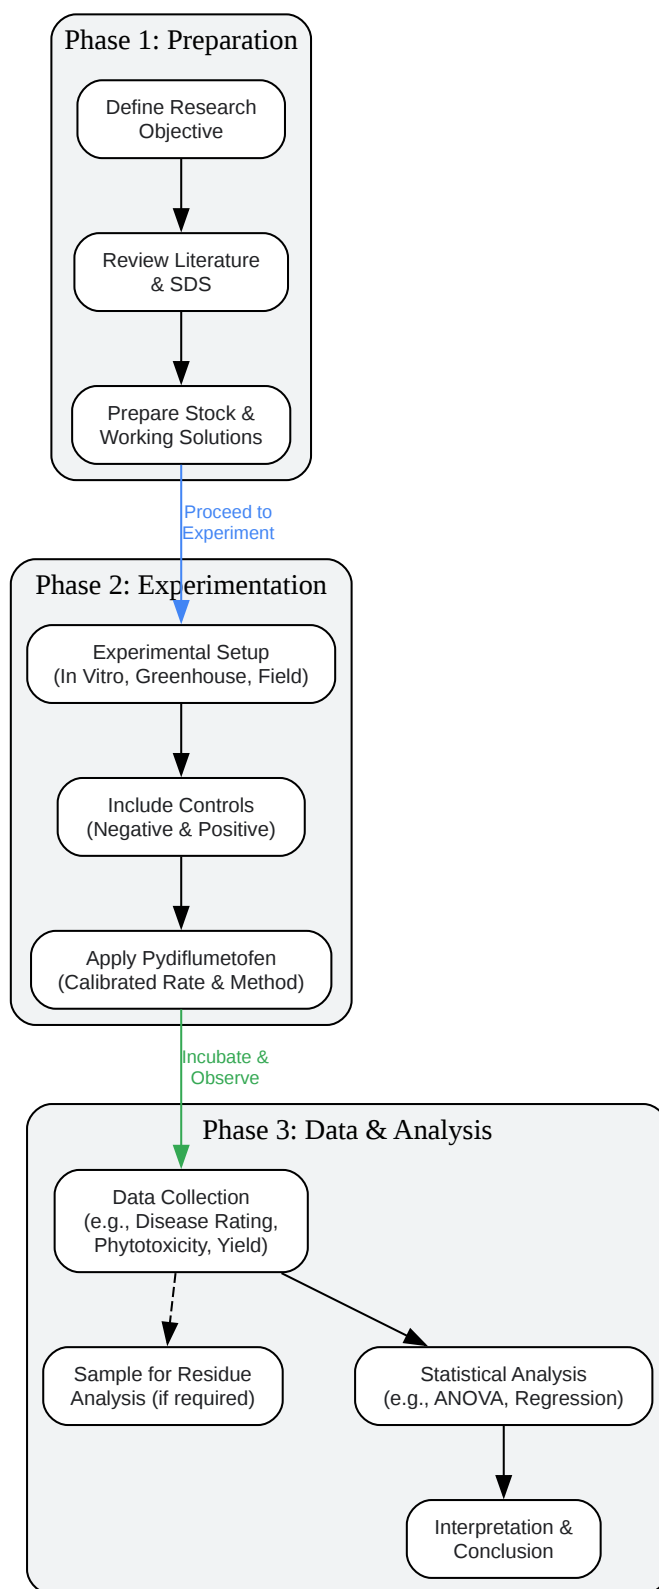 Phase 1: Preparation
Define Research
Objective
Review Literature
& SDS
Prepare Stock &
Working Solutions
Proceed to
Experiment
Phase 2: Experimentation
Experimental Setup
(In Vitro, Greenhouse, Field)
Include Controls
(Negative & Positive)
Apply Pydiflumetofen
(Calibrated Rate & Method)
Incubate &
Observe
Phase 3: Data & Analysis
Data Collection
(e.g., Disease Rating,
Phytotoxicity, Yield)
Sample for Residue
Analysis (if required)
Statistical Analysis
(e.g., ANOVA, Regression)
Interpretation &
Conclusion